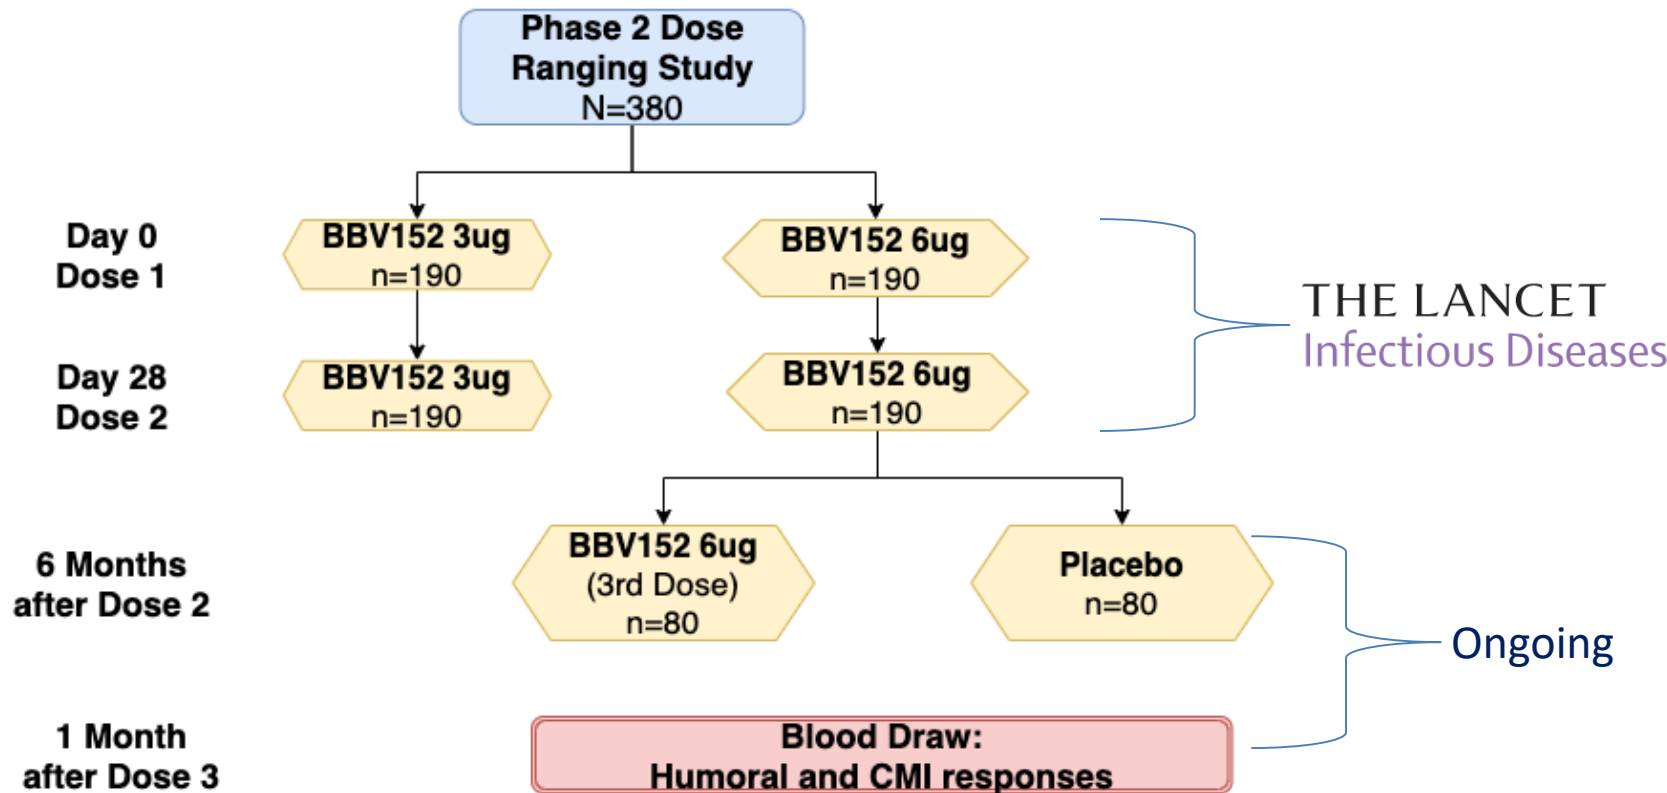 Phase 2 Dose
Ranging Study
N=380
Day 0
Dose 1
BBV152 3ug
n=190
BBV152 6ug
n=190
THE LANCET
Infectious Diseases
Day 28
Dose 2
BBV152 3ug
n=190
BBV152 6ug
n=190
6 Months
after Dose 2
BBV152 6ug
(3rd Dose)
n=80
Placebo
n=80
Ongoing
1 Month
after Dose 3
Blood Draw:
Humoral and CMI responses